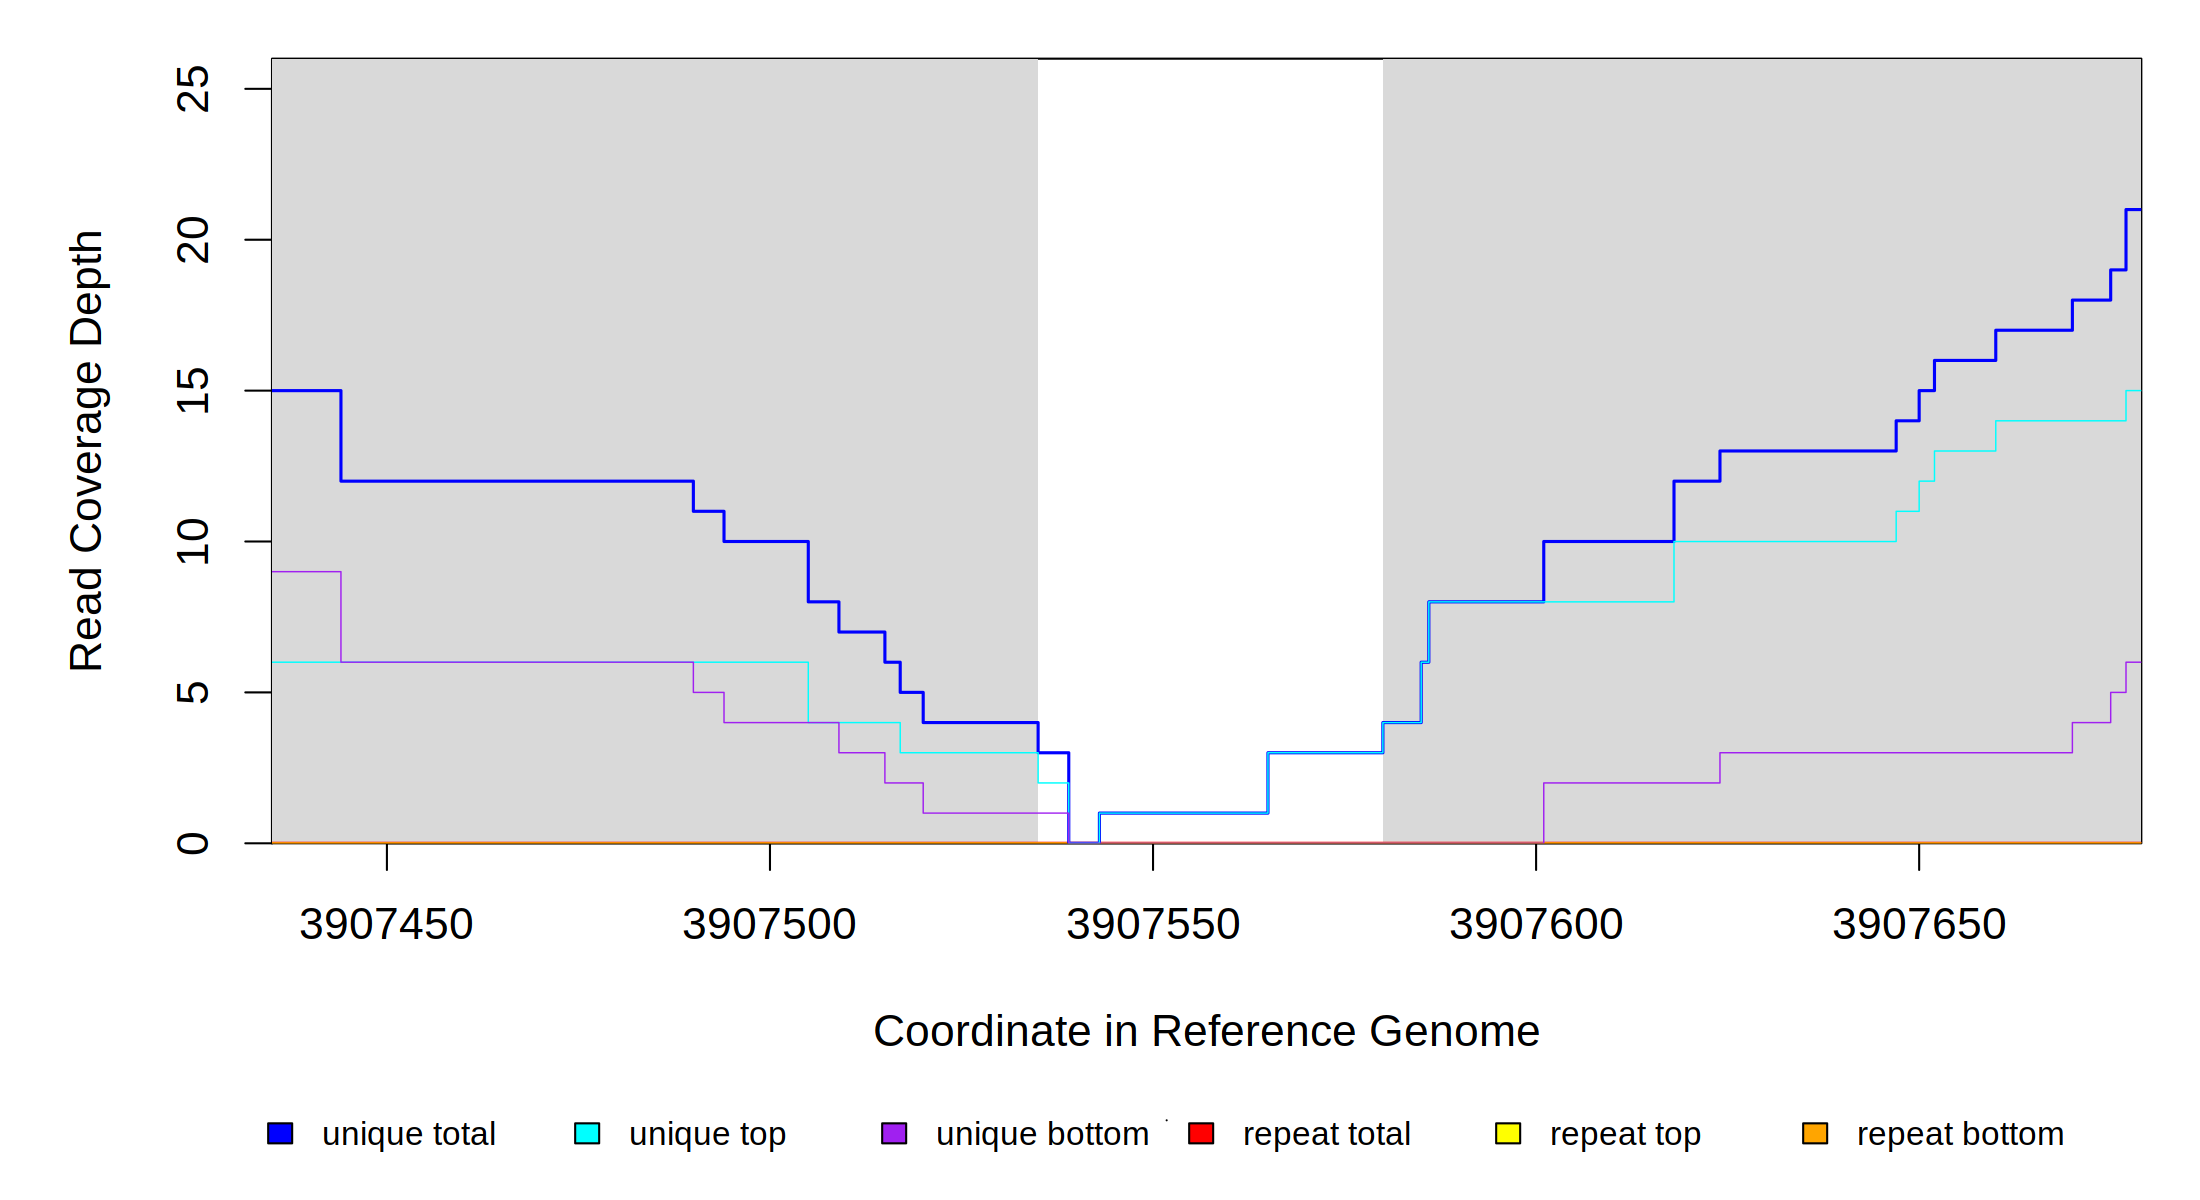 25
20
15
10
5
0
Read Coverage Depth
3907450 3907500 3907550 3907600 3907650
Coordinate in Reference Genome
unique total unique top unique bottom repeat total repeat top repeat bottom